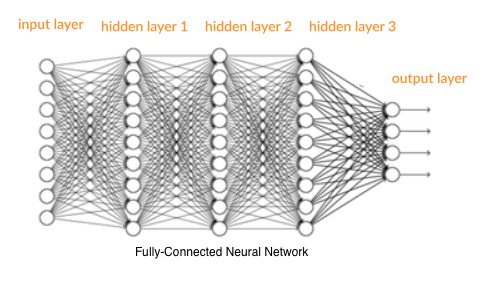 input layer
hidden layer 1
hidden layer 2
hidden layer 3
output layer
Fully-Connected Neural Network